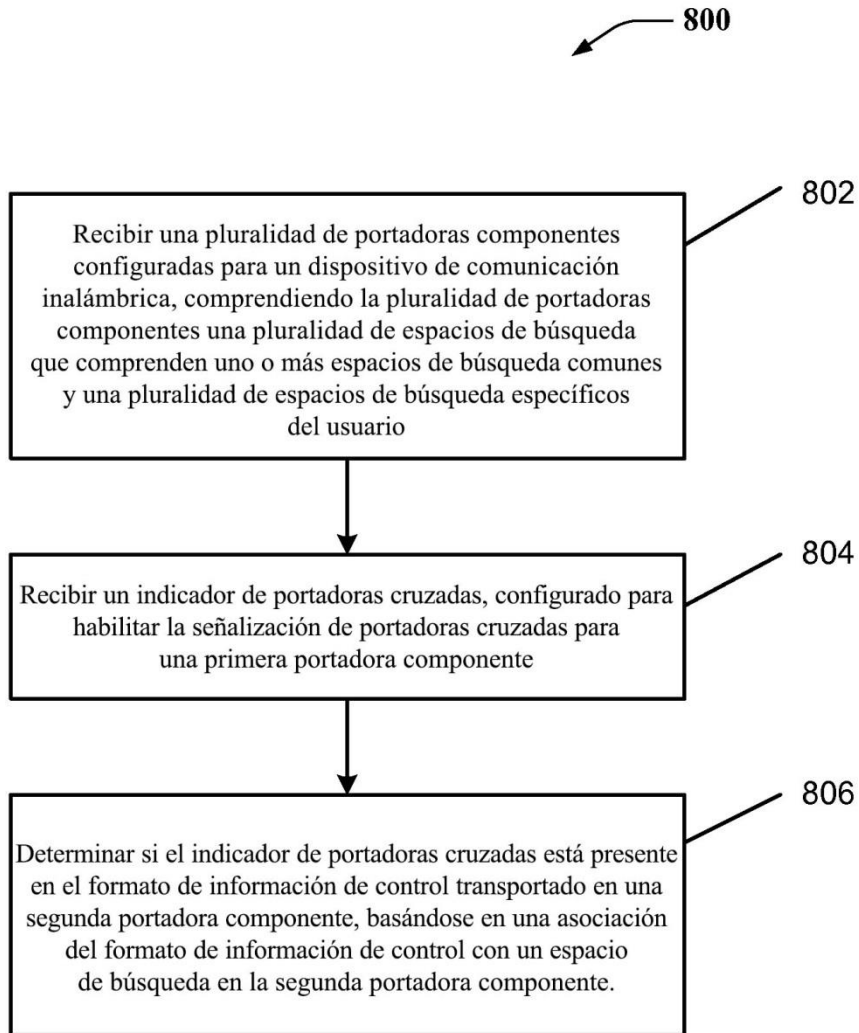 800
802
Recibir una pluralidad de portadoras componentes
configuradas para un dispositivo de comunicación
inalámbrica, comprendiendo la pluralidad de portadoras
componentes una pluralidad de espacios de búsqueda
que comprenden uno o más espacios de búsqueda comunes
y una pluralidad de espacios de búsqueda específicos
del usuario
804
Recibir un indicador de portadoras cruzadas, configurado para
habilitar la señalización de portadoras cruzadas para
una primera portadora componente
806
Determinar si el indicador de portadoras cruzadas está presente
en el formato de información de control transportado en una
segunda portadora componente, basándose en una asociación
del formato de información de control con un espacio
de búsqueda en la segunda portadora componente.